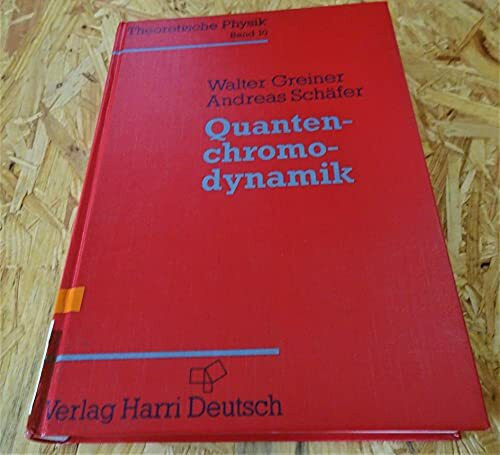 Theoretische Physik
Band 10
Walter Greiner
Andreas Schäfer
Quanten-
chromo-
dynamik
Verlag Harri Deutsch